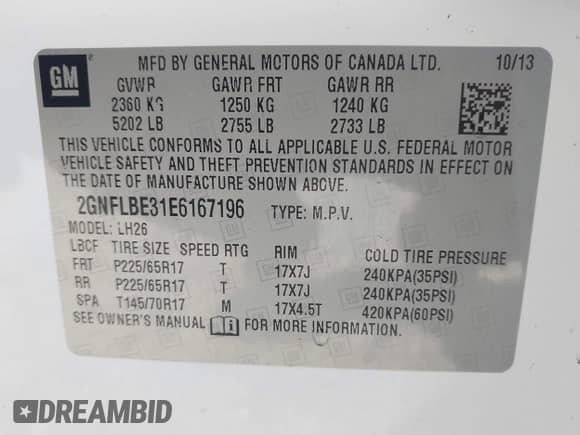 GM
MFD BY GENERAL MOTORS OF CANADA LTD. 10/13
GVWR GAWR FRT GAWR RR
2360 KG 1250 KG 1240 KG
5202 LB 2755 LB 2733 LB
THIS VEHICLE CONFORMS TO ALL APPLICABLE U.S. FEDERAL MOTOR
VEHICLE SAFETY AND THEFT PREVENTION STANDARDS IN EFFECT ON
THE DATE OF MANUFACTURE SHOWN ABOVE.
2GNFLBE31E6167196 TYPE: M.P.V.
MODEL: LH26
LBCF TIRE SIZE SPEED RTG RIM COLD TIRE PRESSURE
FRT P225/65R17 T 17X7J 240KPA(35PSI)
RR P225/65R17 T 17X7J 240KPA(35PSI)
SPA T145/70R17 M 17X4.5T 420KPA(60PSI)
SEE OWNER'S MANUAL FOR MORE INFORMATION.
DREAMBID